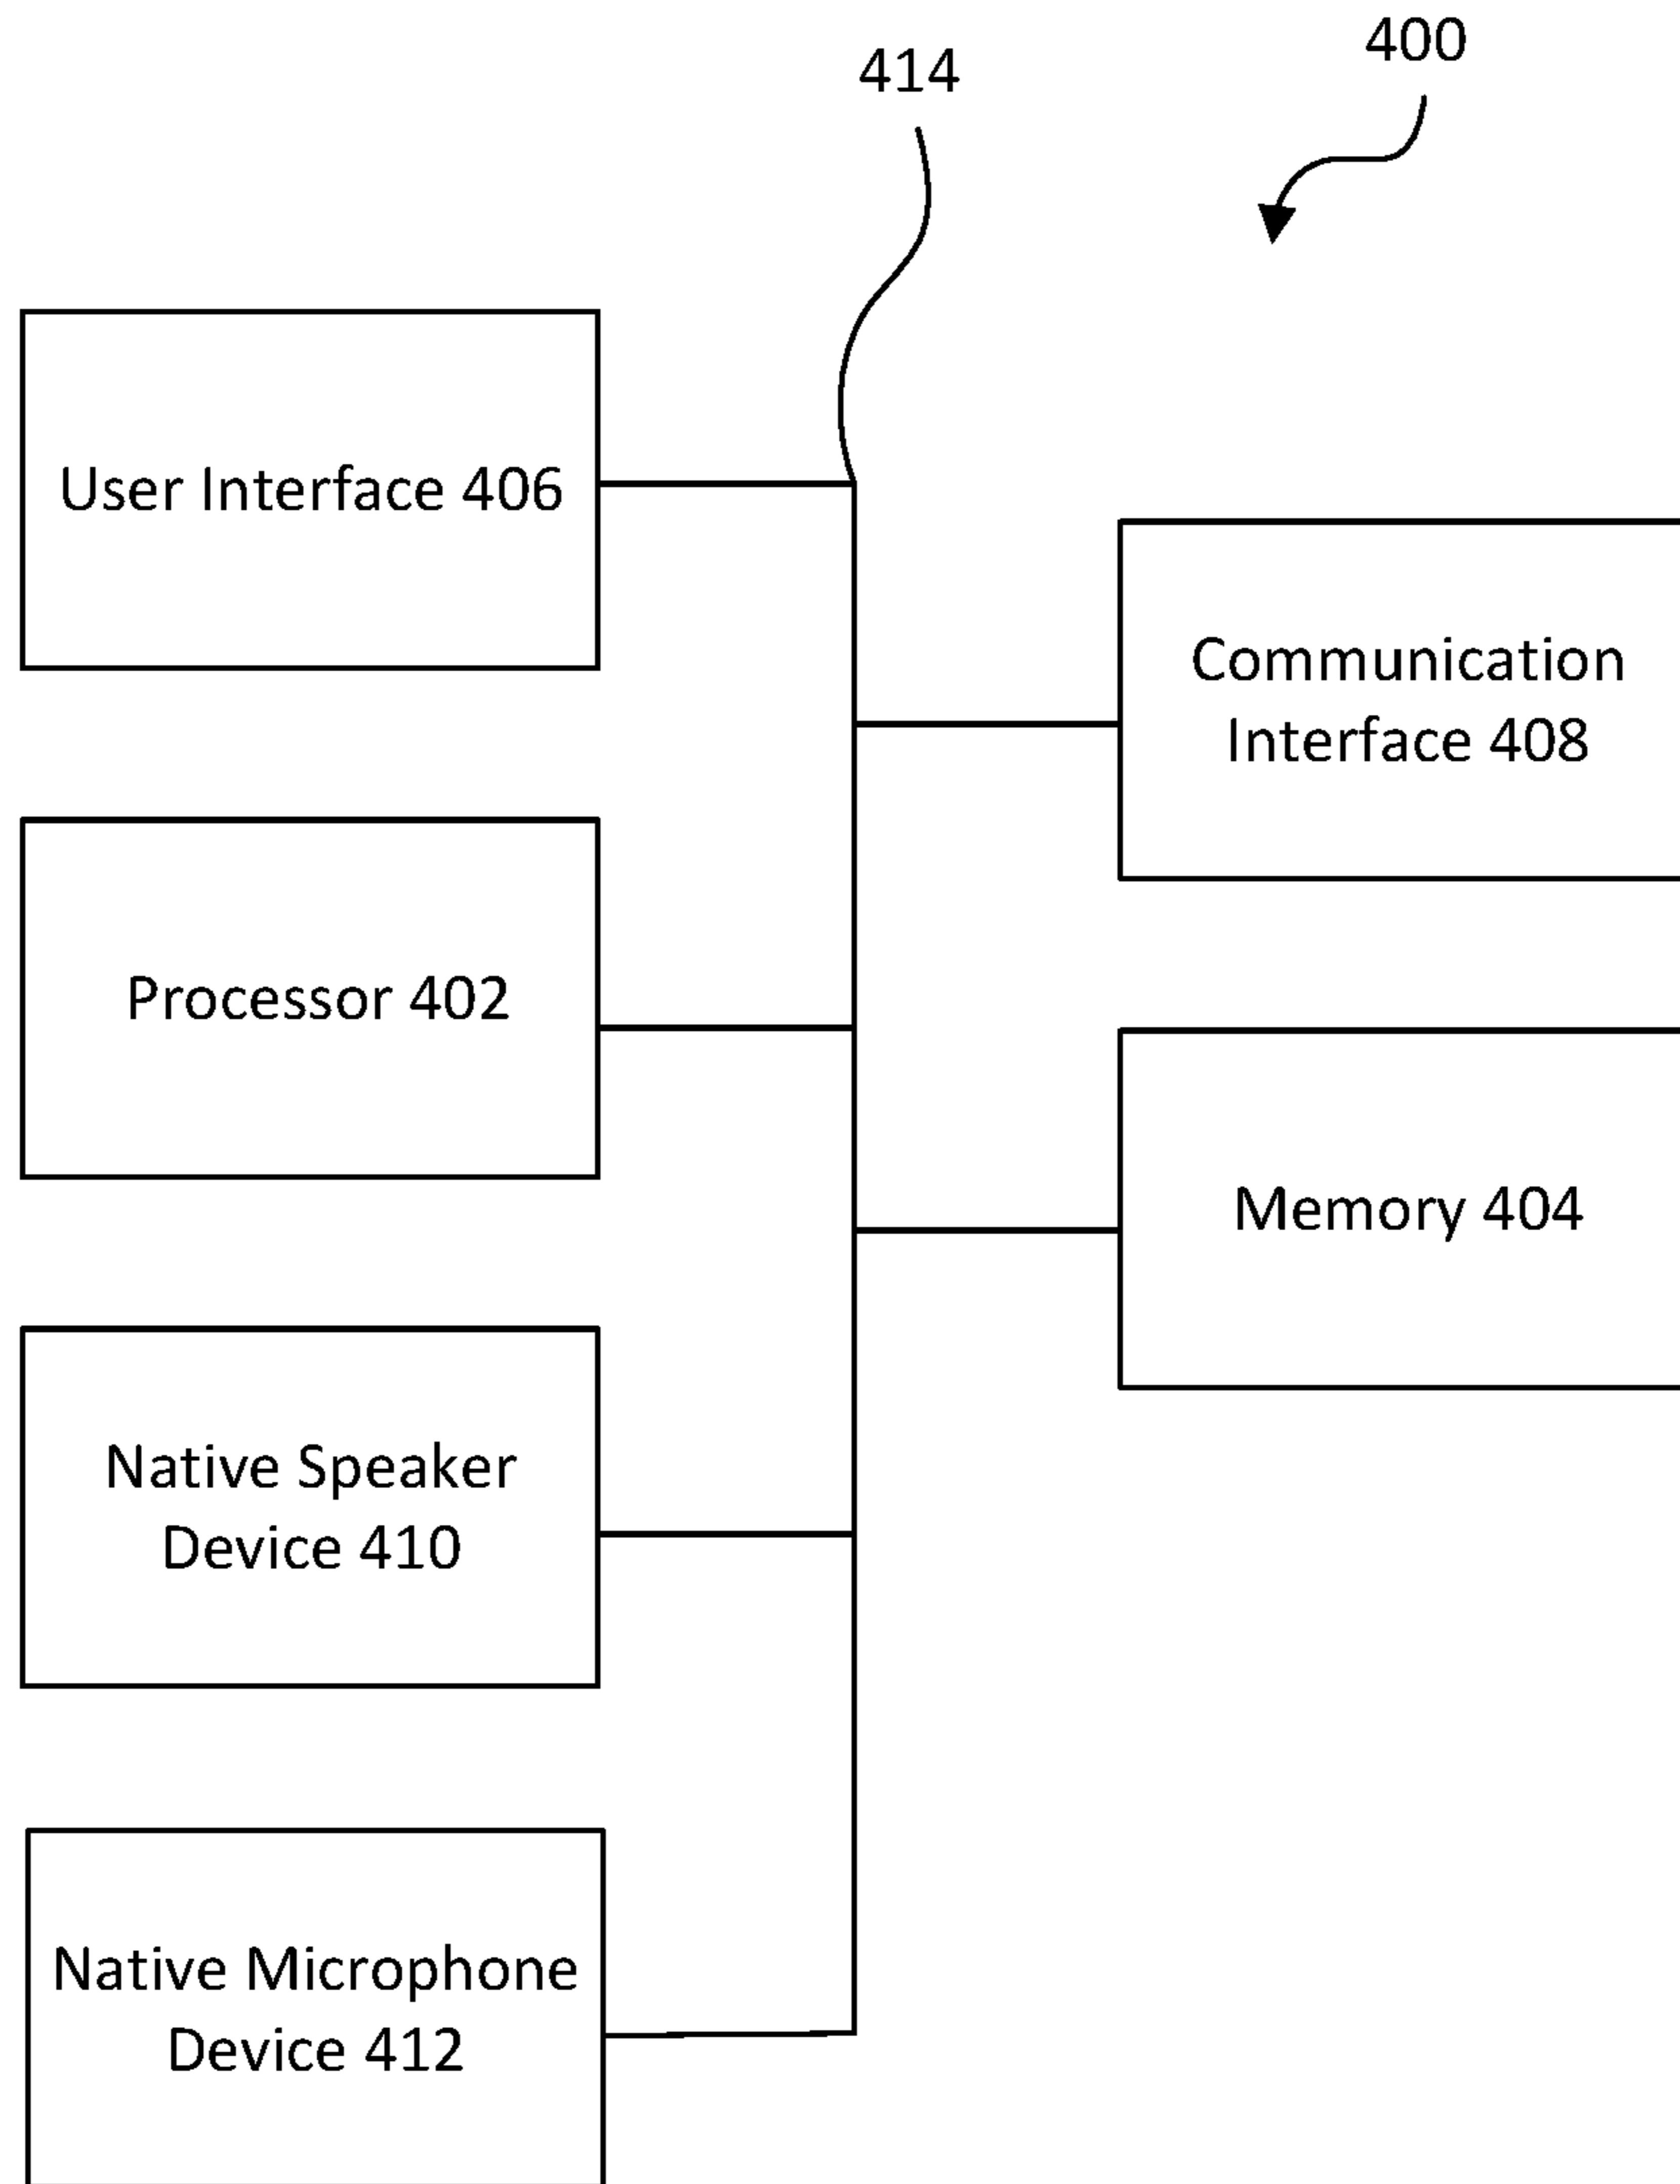 400
414
User Interface 406
Communication
Interface 408
Processor 402
Memory 404
Native Speaker
Device 410
Native Microphone
Device 412